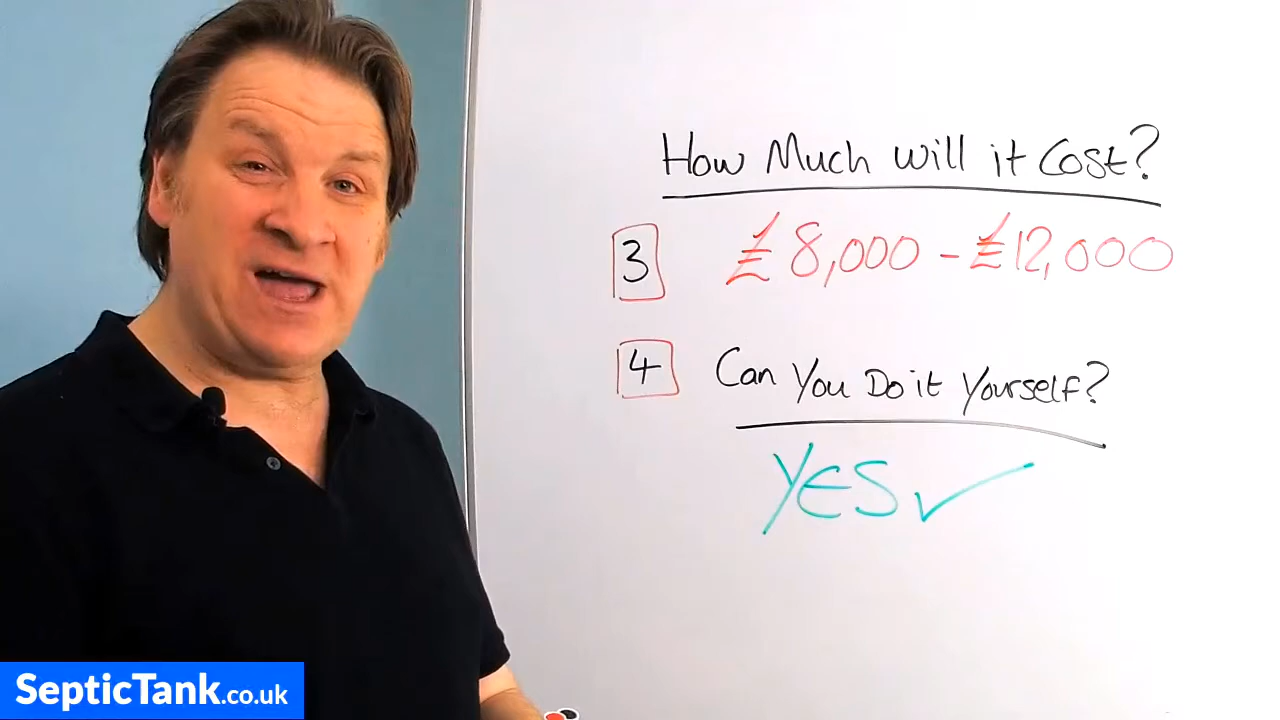 How Much will it Cost?
3 £8,000 - £12,000
4 Can You Do it Yourself?
YES ✓
SepticTank.co.uk